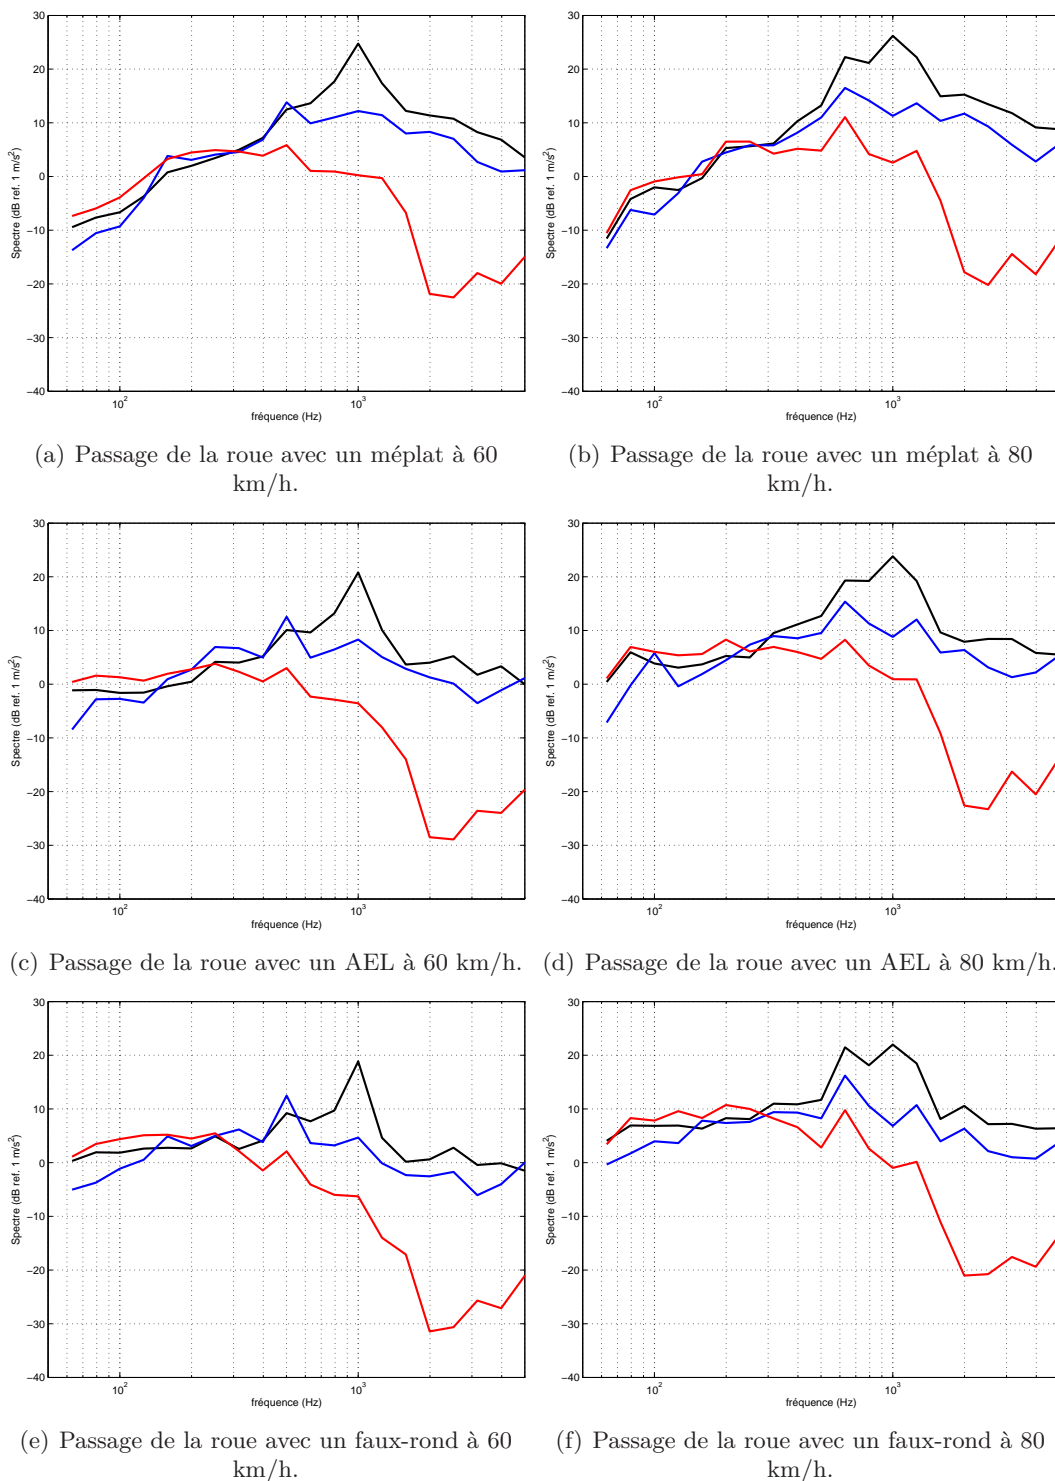 30
20
10
0
−10
−20
−30
−40
Spectre (dB ref. 1 m/s²)
10²
10³
fréquence (Hz)
30
20
10
0
−10
−20
−30
−40
Spectre (dB ref. 1 m/s²)
10²
10³
fréquence (Hz)
(a) Passage de la roue avec un méplat à 60
km/h.
(b) Passage de la roue avec un méplat à 80
km/h.
30
20
10
0
−10
−20
−30
−40
Spectre (dB ref. 1 m/s²)
10²
10³
fréquence (Hz)
30
20
10
0
−10
−20
−30
−40
Spectre (dB ref. 1 m/s²)
10²
10³
fréquence (Hz)
(c) Passage de la roue avec un AEL à 60 km/h.
(d) Passage de la roue avec un AEL à 80 km/h.
30
20
10
0
−10
−20
−30
−40
Spectre (dB ref. 1 m/s²)
10²
10³
fréquence (Hz)
30
20
10
0
−10
−20
−30
−40
Spectre (dB ref. 1 m/s²)
10²
10³
fréquence (Hz)
(e) Passage de la roue avec un faux-rond à 60
km/h.
(f) Passage de la roue avec un faux-rond à 80
km/h.